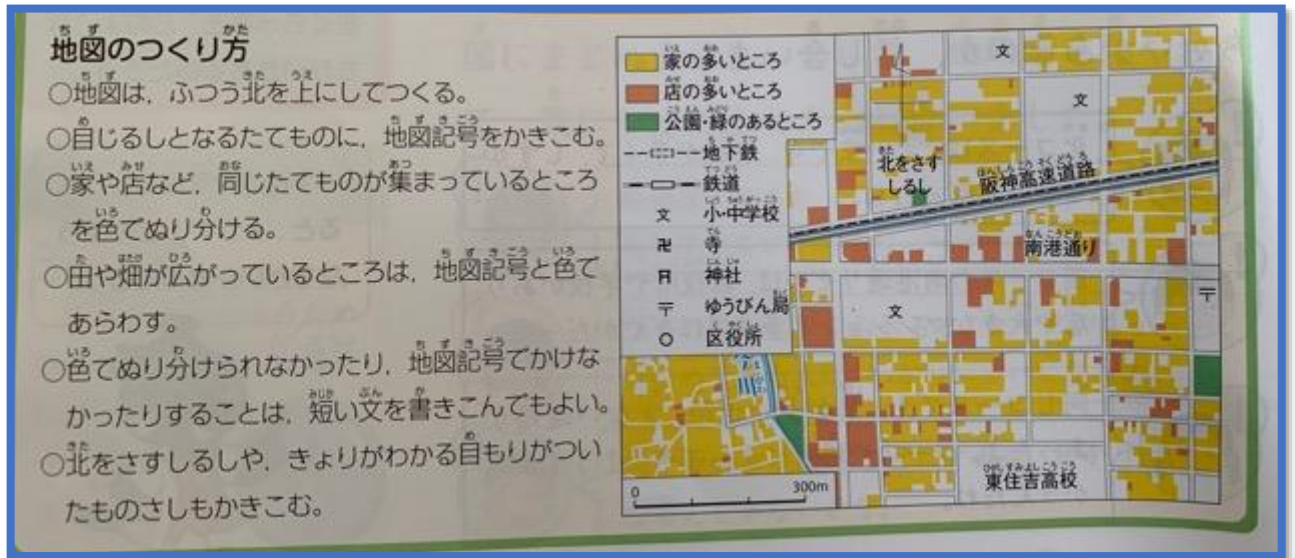 地図のつくり方
○地図は，ふつう北を上にしてつくる。
○目じるしとなるたてものに，地図記号をかきこむ。
○家や店など，同じたてものが集まっているところ
を色でぬり分ける。
○田や畑が広がっているところは，地図記号と色で
あらわす。
○色でぬり分けられなかったり，地図記号でかけな
かったりすることは，短い文を書きこんでもよい。
○北をさすしるしや，きょりがわかる目もりがつい
たものさしもかきこむ。
家の多いところ
店の多いところ
公園・緑のあるところ
地下鉄
鉄道
文 小・中学校
卍 寺
神社
〒 ゆうびん局
区役所
文
文
北をさす
しるし
阪神高速道路
南港通り
〒
文
東住吉高校
0 300m